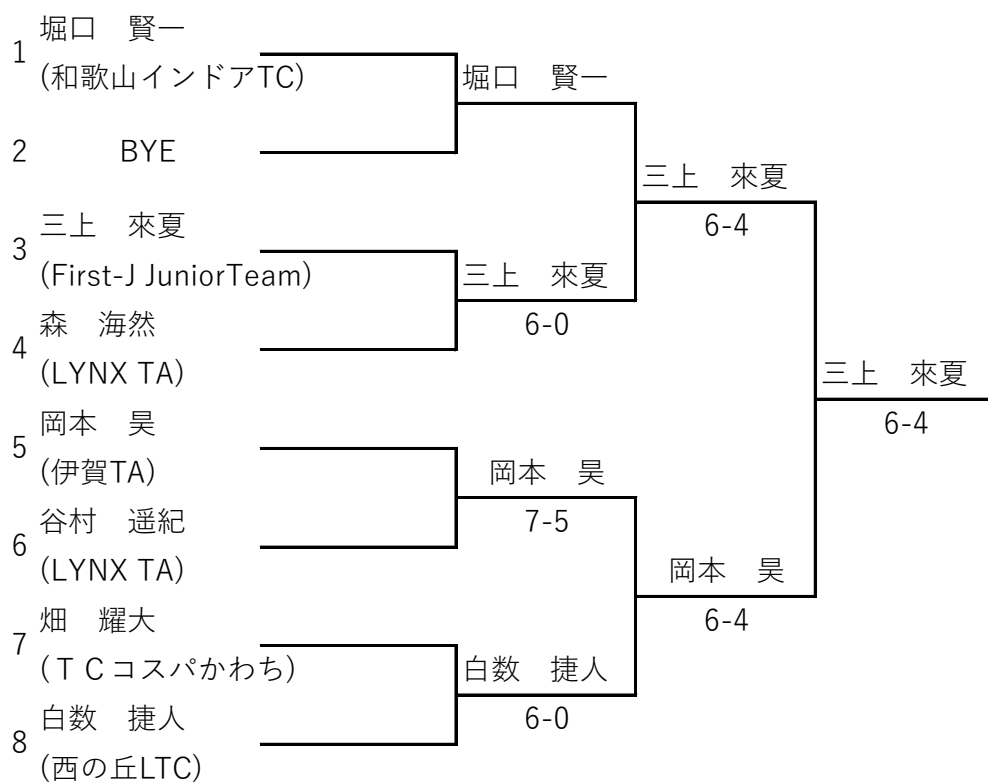 1
堀口　賢一
(和歌山インドアTC)
2
BYE
3
三上　來夏
(First-J JuniorTeam)
4
森　海然
(LYNX TA)
5
岡本　昊
(伊賀TA)
6
谷村　遥紀
(LYNX TA)
7
畑　耀大
(ＴＣコスパかわち)
8
白数　捷人
(西の丘LTC)
堀口　賢一
三上　來夏
6-0
岡本　昊
7-5
白数　捷人
6-0
三上　來夏
6-4
岡本　昊
6-4
三上　來夏
6-4